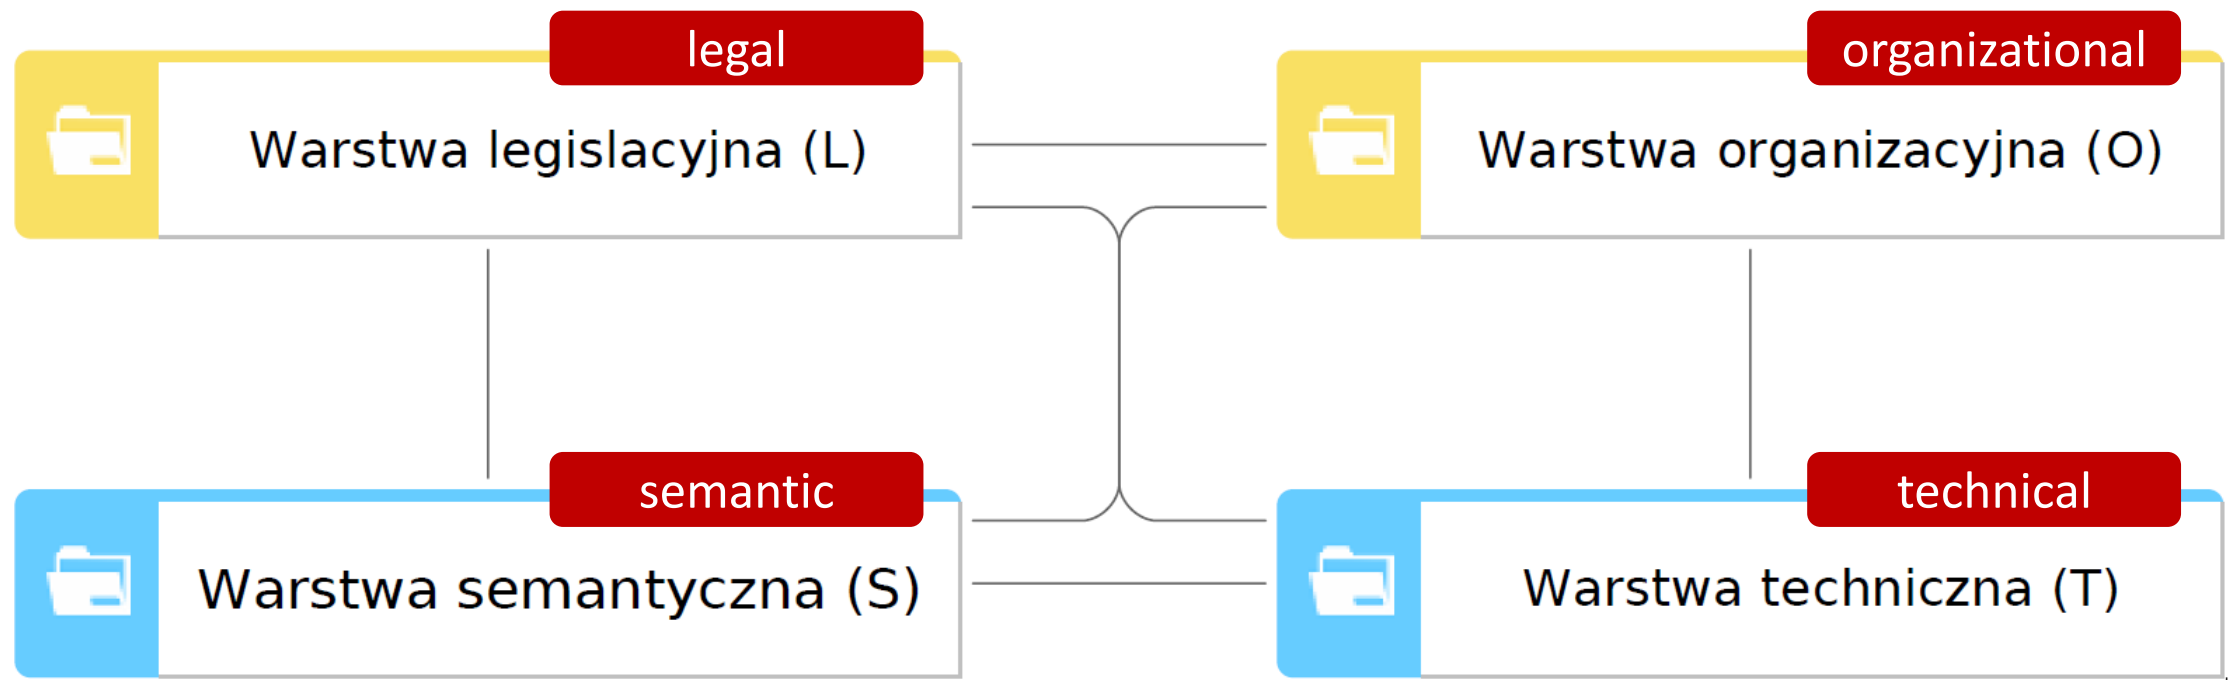 legal
Warstwa legislacyjna (L)
organizational
Warstwa organizacyjna (O)
semantic
Warstwa semantyczna (S)
technical
Warstwa techniczna (T)